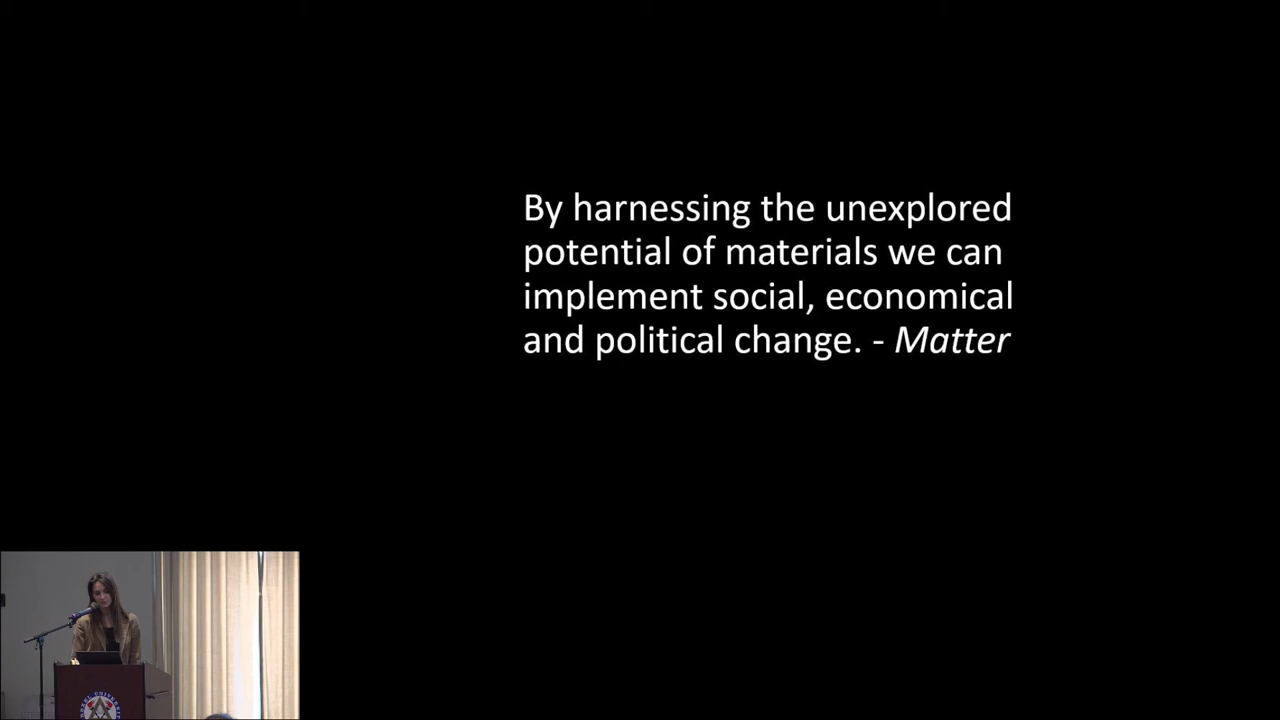 By harnessing the unexplored
potential of materials we can
implement social, economical
and political change. - Matter